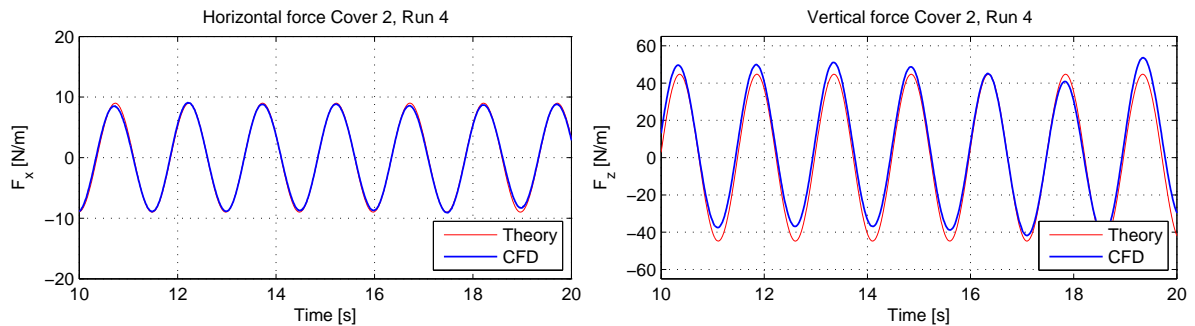 Horizontal force Cover 2, Run 4
20
10
0
−10
−20
F_x [N/m]
10
12
14
16
18
20
Time [s]
Theory
CFD
Vertical force Cover 2, Run 4
60
40
20
0
−20
−40
−60
F_z [N/m]
10
12
14
16
18
20
Time [s]
Theory
CFD